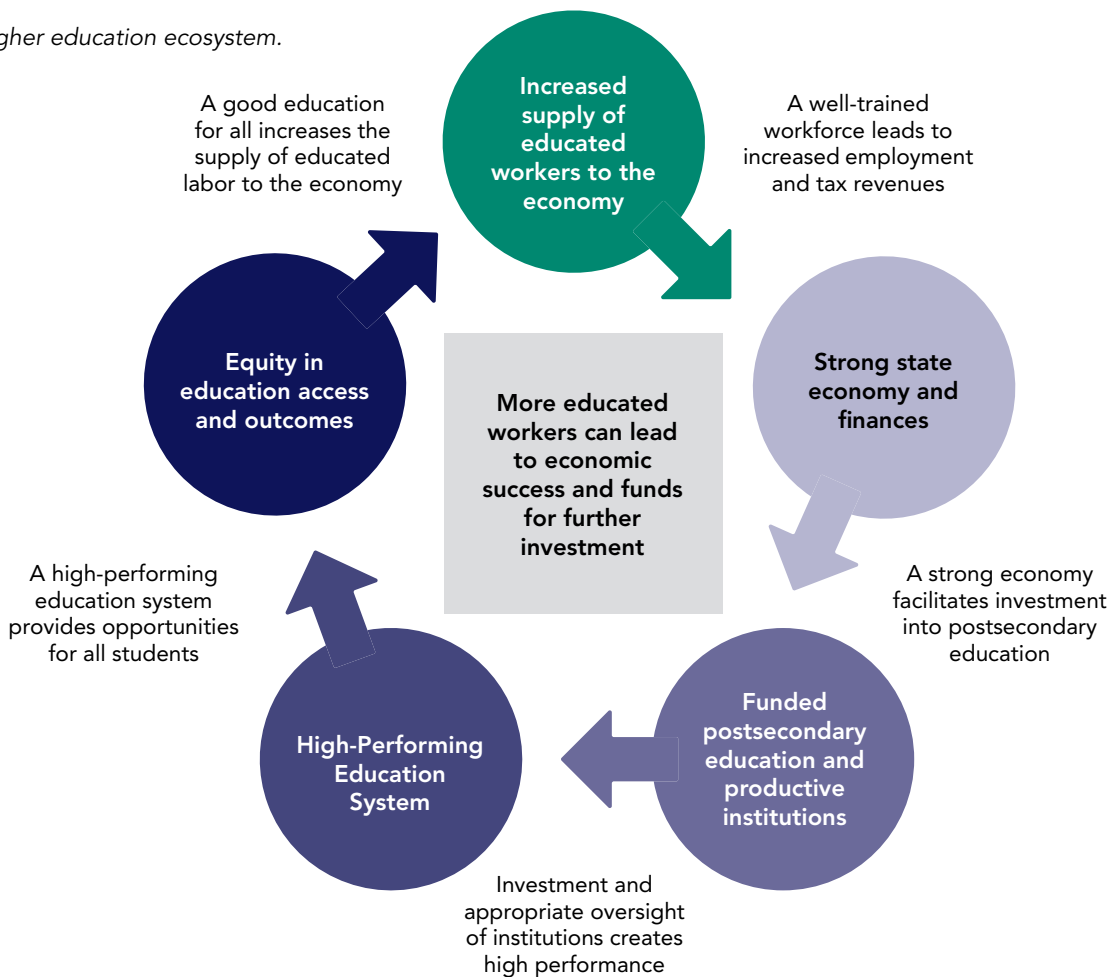 higher education ecosystem.
Increased
supply of
educated
workers to the
economy
A good education
for all increases the
supply of educated
labor to the economy
A well-trained
workforce leads to
increased employment
and tax revenues
Equity in
education access
and outcomes
More educated
workers can lead
to economic
success and funds
for further
investment
Strong state
economy and
finances
A high-performing
education system
provides opportunities
for all students
A strong economy
facilitates investment
into postsecondary
education
High-Performing
Education
System
Funded
postsecondary
education and
productive
institutions
Investment and
appropriate oversight
of institutions creates
high performance